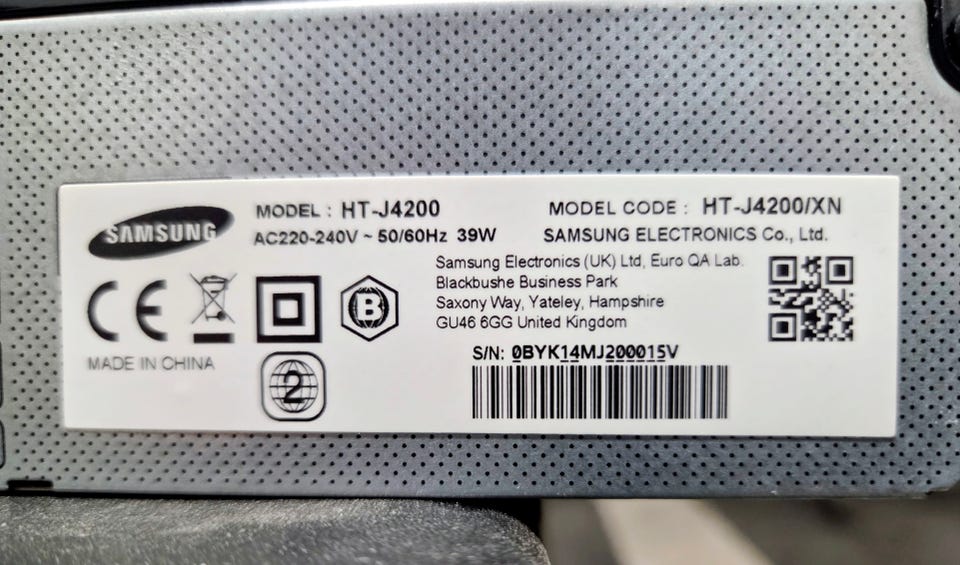 SAMSUNG
MODEL : HT-J4200
MODEL CODE : HT-J4200/XN
AC220-240V ~ 50/60Hz 39W
SAMSUNG ELECTRONICS Co., Ltd.
Samsung Electronics (UK) Ltd, Euro QA Lab.
Blackbushe Business Park
Saxony Way, Yateley, Hampshire
GU46 6GG United Kingdom
CE
B
MADE IN CHINA
2
S/N: 0BYK14MJ200015V